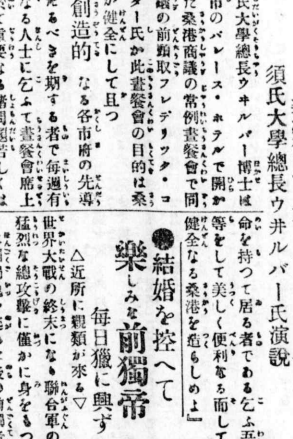 須氏大學總長ウヰルバー氏演說
氏大學總長ウヰルバー博士は
市のパレース・ホテルで開か
た桑港商議の常例晝餐會で同
議の前頭取フレデリツク・コ
ター氏が此晝餐會の目的は桑
が健全にして且つ
創造的なる各市府の先導
たるべきを期する者で每週有
なる人士に乞ふて晝餐會席上
命を持つて居る者である乞ふ吾
等をして美しく便利なる而して
健全なる桑港を造らしめよ』
●結婚を控へて
樂しみな前獨帝
每日獵に興ず
△近所に親類が來る▽
世界大戰の終末になり聯合軍の
猛烈な總攻擊に僅かに身をもつ